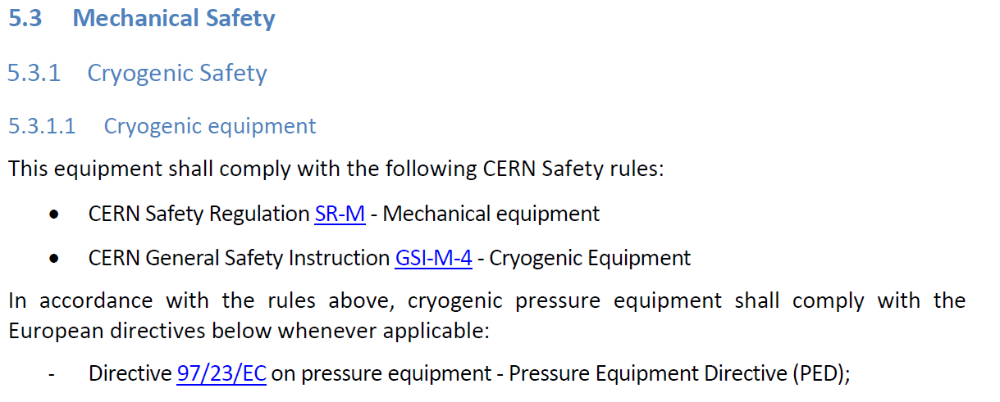 5.3 Mechanical Safety
5.3.1 Cryogenic Safety
5.3.1.1 Cryogenic equipment
This equipment shall comply with the following CERN Safety rules:
• CERN Safety Regulation SR-M - Mechanical equipment
• CERN General Safety Instruction GSI-M-4 - Cryogenic Equipment
In accordance with the rules above, cryogenic pressure equipment shall comply with the
European directives below whenever applicable:
- Directive 97/23/EC on pressure equipment - Pressure Equipment Directive (PED);